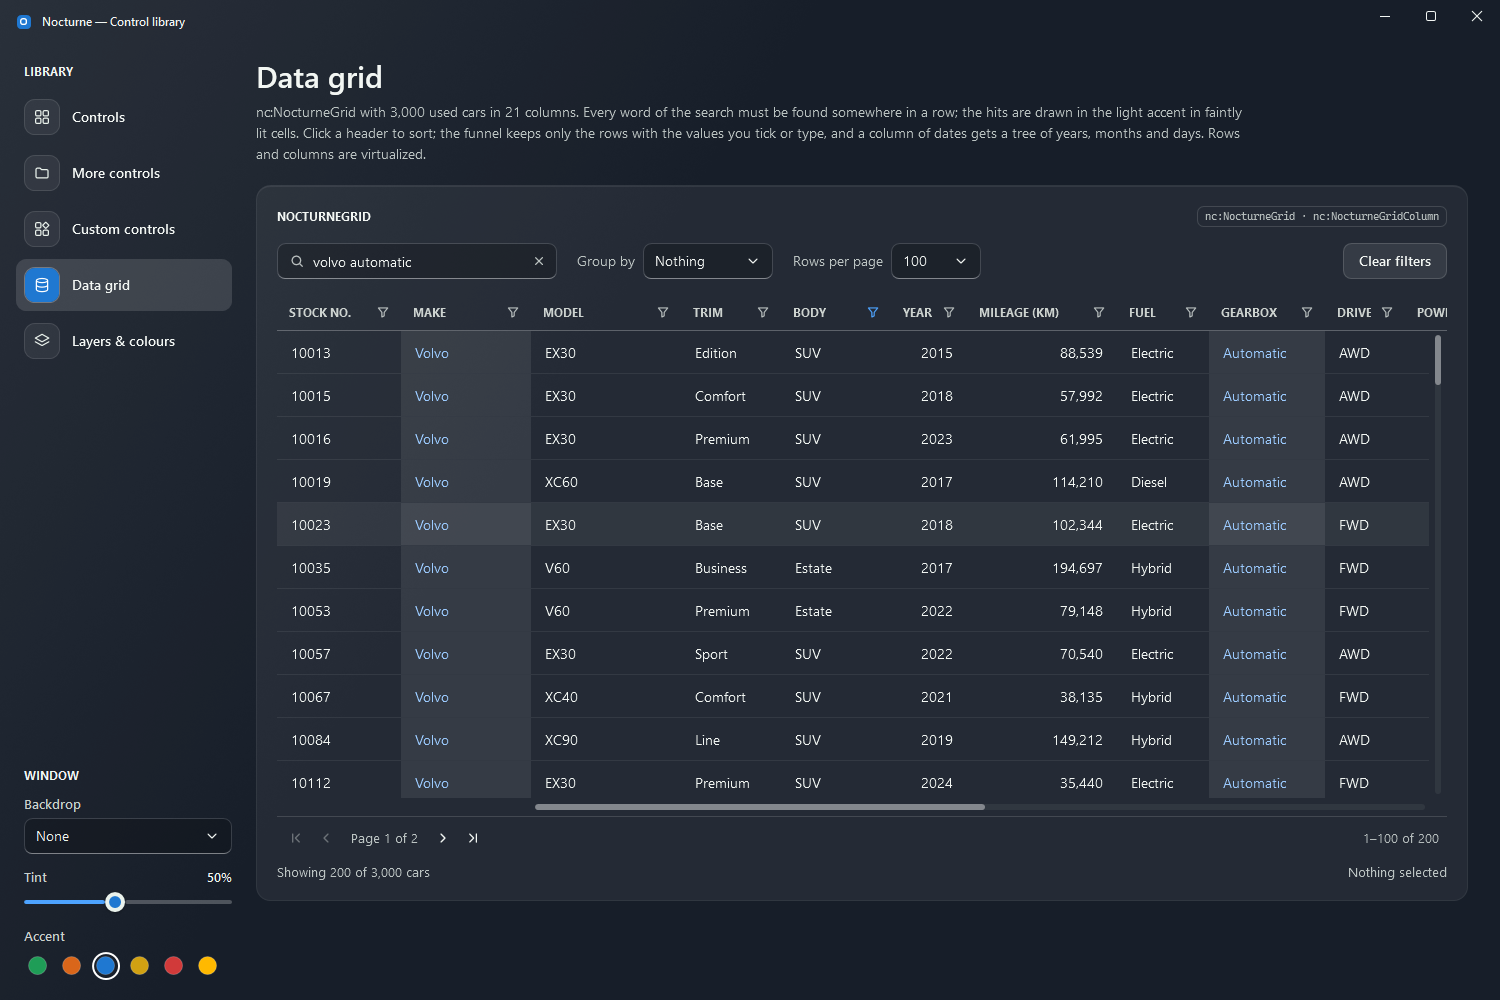 Nocturne — Control library
LIBRARY
Controls
More controls
Custom controls
Data grid
Layers & colours
WINDOW
Backdrop
None
Tint 50%
Accent
Data grid
nc:NocturneGrid with 3,000 used cars in 21 columns. Every word of the search must be found somewhere in a row; the hits are drawn in the light accent in faintly
lit cells. Click a header to sort; the funnel keeps only the rows with the values you tick or type, and a column of dates gets a tree of years, months and days. Rows
and columns are virtualized.
NOCTURNEGRID
nc:NocturneGrid · nc:NocturneGridColumn
volvo automatic Group by Nothing Rows per page 100 Clear filters
STOCK NO. MAKE MODEL TRIM BODY YEAR MILEAGE (KM) FUEL GEARBOX DRIVE
10013 Volvo EX30 Edition SUV 2015 88,539 Electric Automatic AWD
10015 Volvo EX30 Comfort SUV 2018 57,992 Electric Automatic AWD
10016 Volvo EX30 Premium SUV 2023 61,995 Electric Automatic AWD
10019 Volvo XC60 Base SUV 2017 114,210 Diesel Automatic AWD
10023 Volvo EX30 Base SUV 2018 102,344 Electric Automatic FWD
10035 Volvo V60 Business Estate 2017 194,697 Hybrid Automatic FWD
10053 Volvo V60 Premium Estate 2022 79,148 Hybrid Automatic FWD
10057 Volvo EX30 Sport SUV 2022 70,540 Electric Automatic AWD
10067 Volvo XC40 Comfort SUV 2021 38,135 Hybrid Automatic FWD
10084 Volvo XC90 Line SUV 2019 149,212 Hybrid Automatic AWD
10112 Volvo EX30 Premium SUV 2024 35,440 Electric Automatic FWD
Page 1 of 2 1–100 of 200
Showing 200 of 3,000 cars Nothing selected